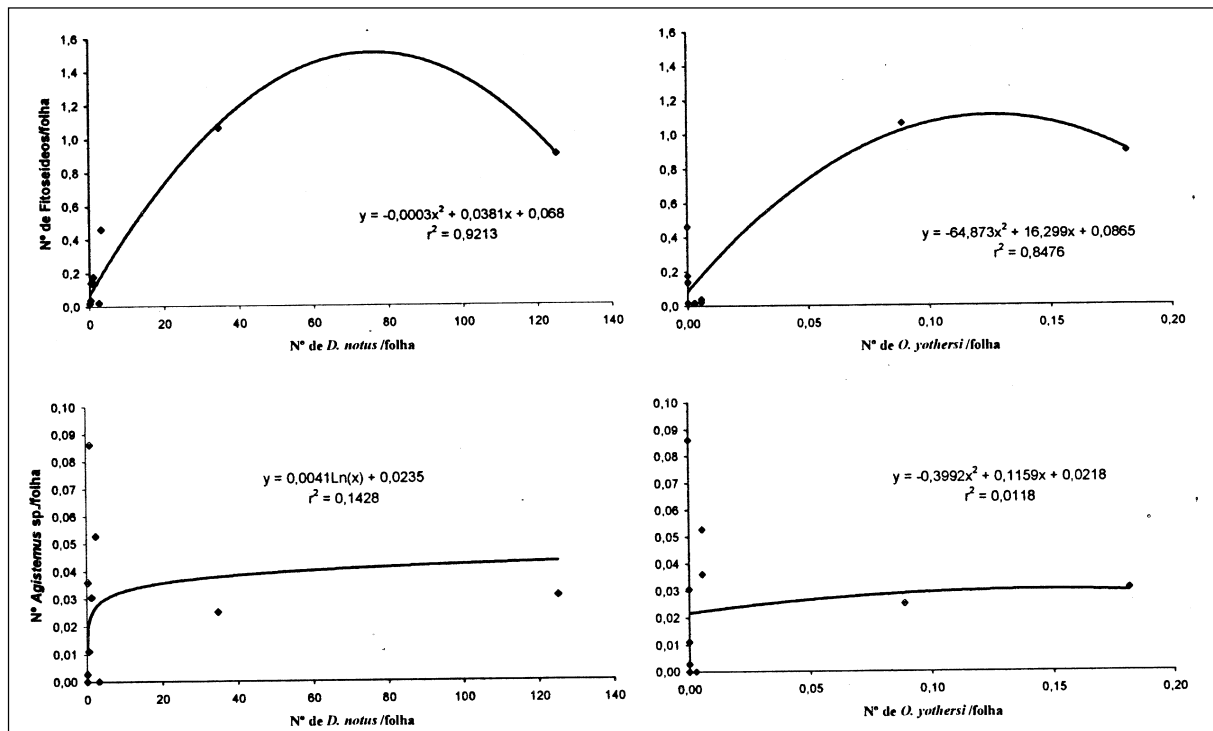 1,6
1,4
1,2
1,0
0,8
0,6
0,4
0,2
0,0
Nº de Fitoseídeos/folha
y = -0,0003x² + 0,0381x + 0,068
r² = 0,9213
0 20 40 60 80 100 120 140
Nº de D. notus /folha
1,6
1,4
1,2
1,0
0,8
0,6
0,4
0,2
0,0
y = -64,873x² + 16,299x + 0,0865
r² = 0,8476
0,00 0,05 0,10 0,15 0,20
Nº de O. yothersi /folha
0,10
0,09
0,08
0,07
0,06
0,05
0,04
0,03
0,02
0,01
0,00
Nº Agistemus sp./folha
y = 0,0041Ln(x) + 0,0235
r² = 0,1428
0 20 40 60 80 100 120 140
Nº de D. notus /folha
0,10
0,09
0,08
0,07
0,06
0,05
0,04
0,03
0,02
0,01
0,00
y = -0,3992x² + 0,1159x + 0,0218
r² = 0,0118
0,00 0,05 0,10 0,15 0,20
Nº de O. yothersi /folha